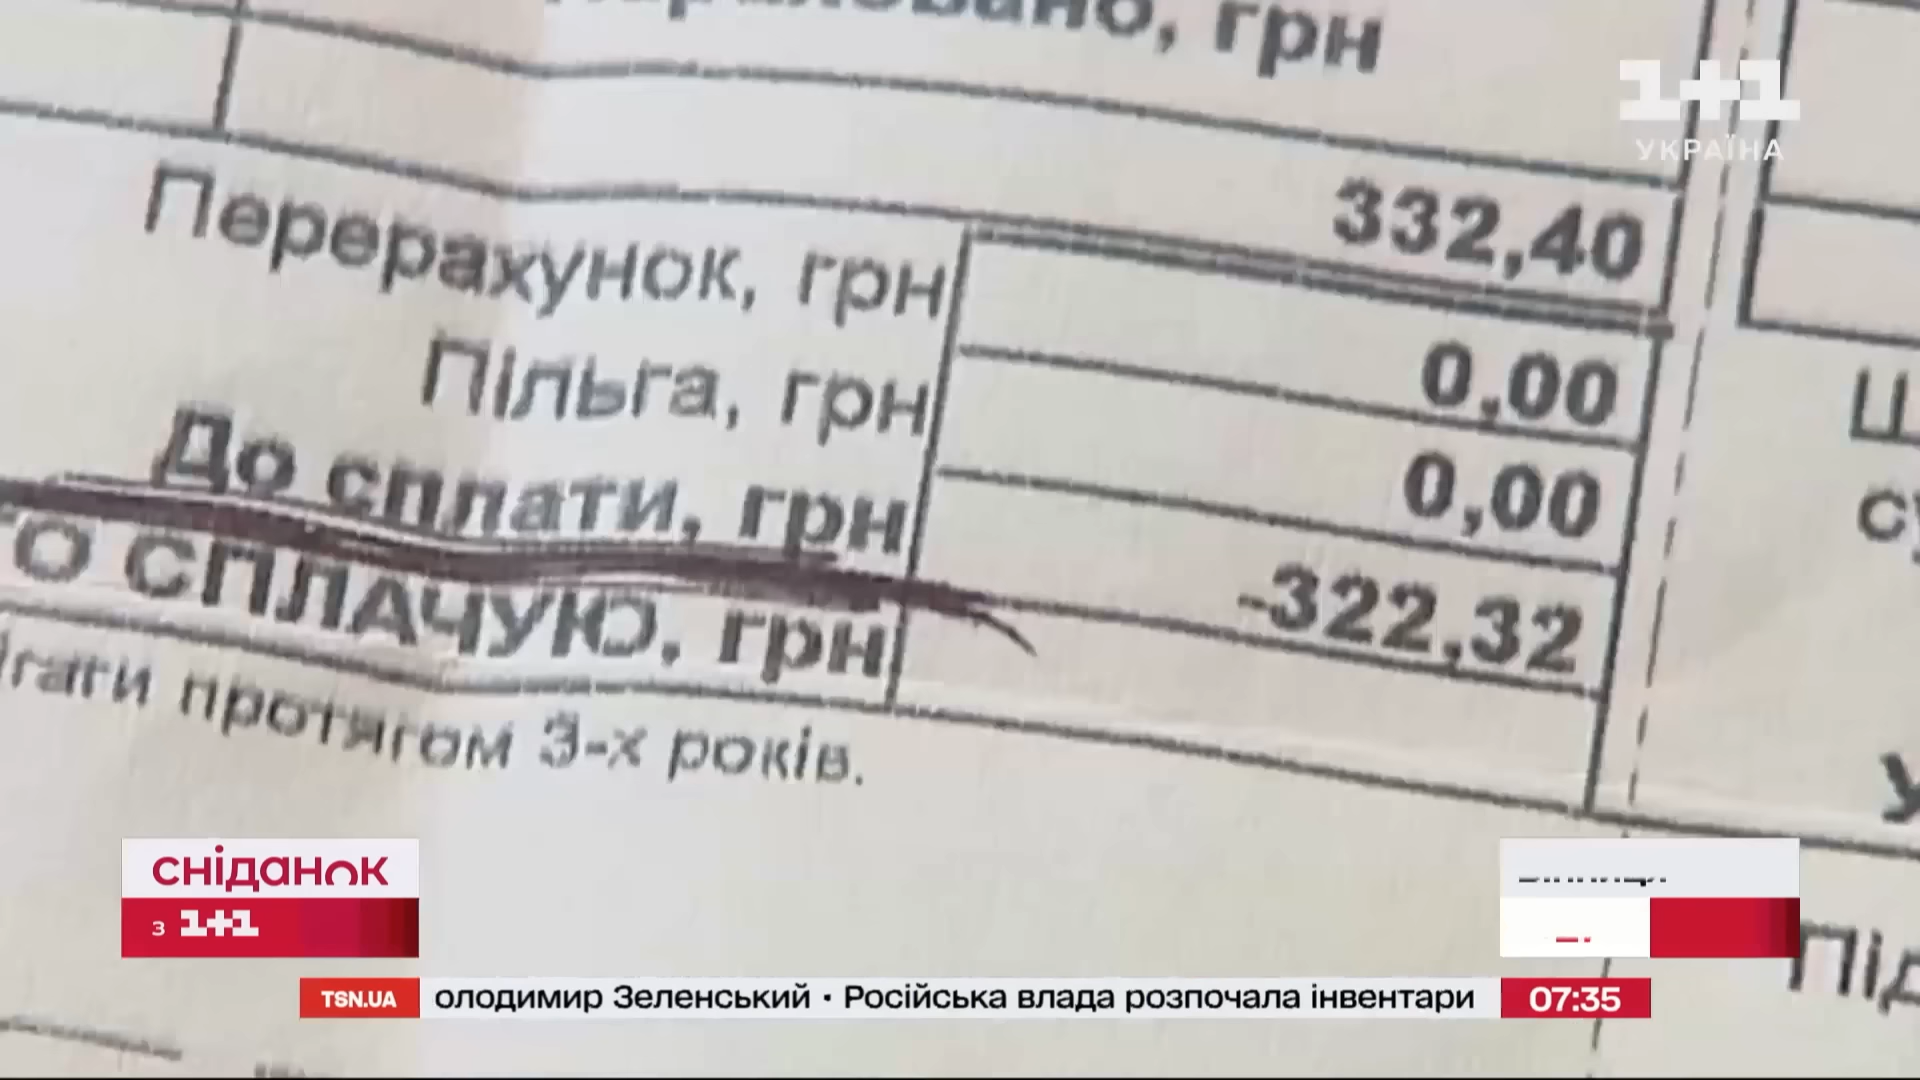 грн
1+1
УКРАЇНА
332,40
Перерахунок, грн
0,00
Пільга, грн
0,00
До сплати, грн
-322,32
СПЛАЧУЮ, грн
протягом 3-х років.
СНІДАНОК
з 1+1
TSN.UA
олодимир Зеленський • Російська влада розпочала інвентари
07:35